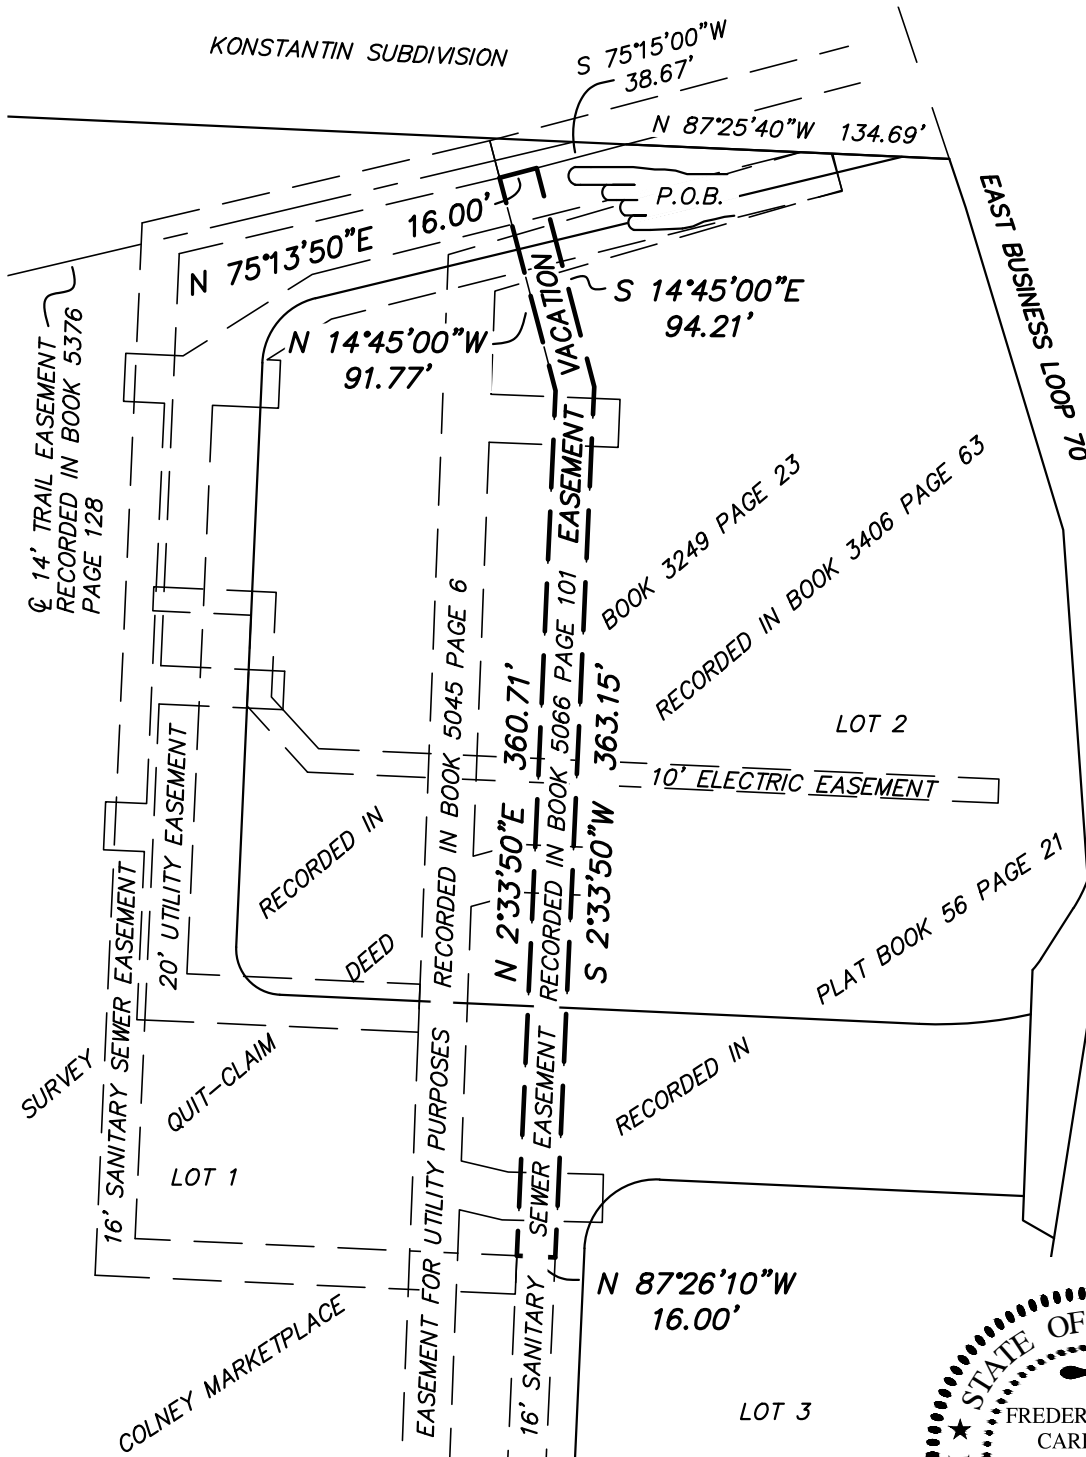 KONSTANTIN SUBDIVISION
S 75°15'00"W
38.67'
N 87°25'40"W 134.69'
P.O.B.
EAST BUSINESS LOOP 70
N 75°13'50"E 16.00'
S 14°45'00"E
94.21'
N 14°45'00"W
91.77'
℄ 14' TRAIL EASEMENT
RECORDED IN BOOK 5376
PAGE 128
EASEMENT VACATION
BOOK 3249 PAGE 23
RECORDED IN BOOK 3406 PAGE 63
LOT 2
10' ELECTRIC EASEMENT
N 2°33'50"E 360.71'
S 2°33'50"W 363.15'
16' SANITARY SEWER EASEMENT RECORDED IN BOOK 5066 PAGE 101
EASEMENT FOR UTILITY PURPOSES RECORDED IN BOOK 5045 PAGE 6
20' UTILITY EASEMENT
16' SANITARY SEWER EASEMENT
RECORDED IN
DEED
QUIT-CLAIM
SURVEY
PLAT BOOK 56 PAGE 21
RECORDED IN
COLNEY MARKETPLACE
LOT 1
N 87°26'10"W
16.00'
LOT 3
STATE OF
FREDER